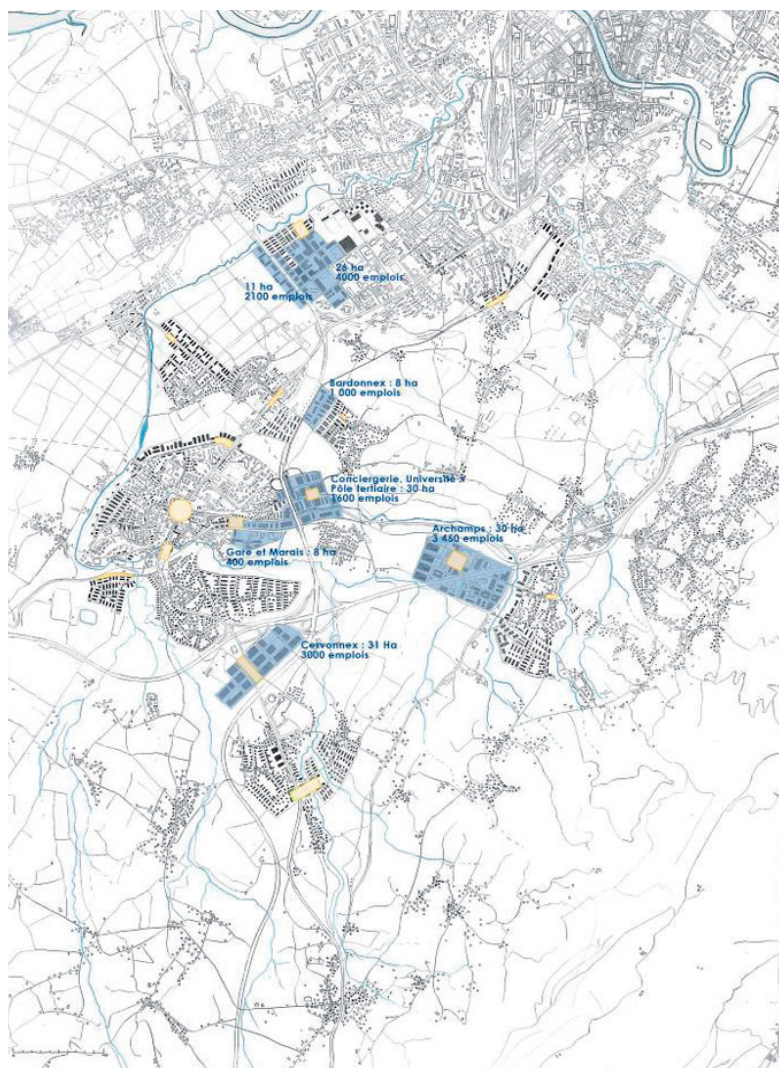 26 ha
4000 emplois
11 ha
2100 emplois
Bardonnex : 8 ha
1 000 emplois
Conciergerie, Université
Pôle tertiaire : 30 ha
1600 emplois
Archamps : 30 ha
3 450 emplois
Gare et Marais : 8 ha
400 emplois
Cervonnex : 31 Ha
3000 emplois